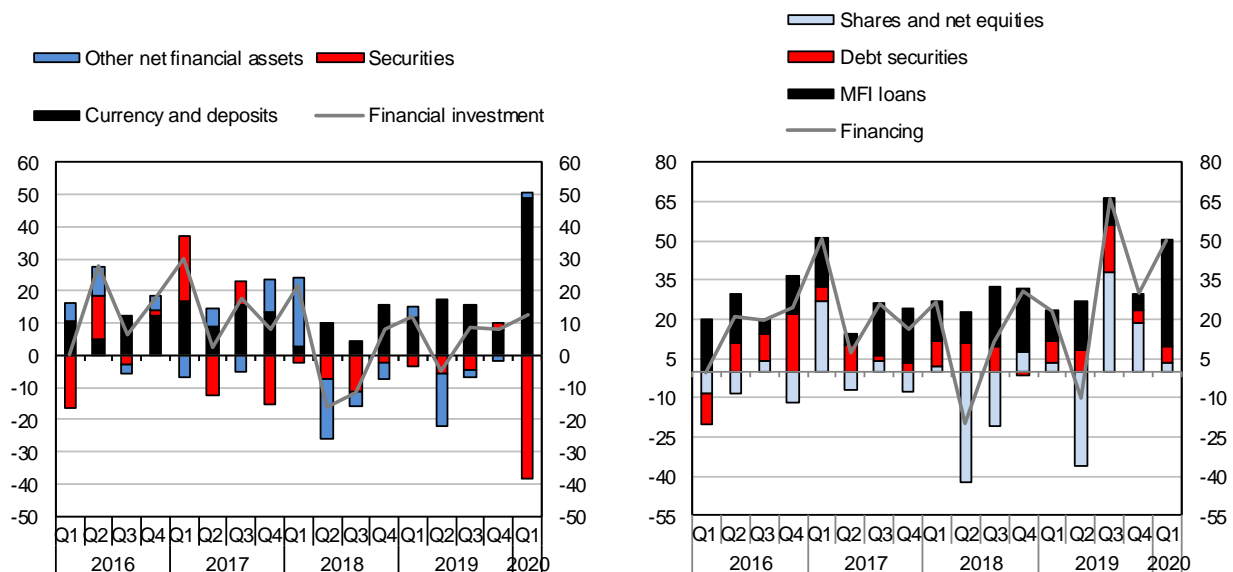 Other net financial assets Securities
Currency and deposits Financial investment
60 60
50 50
40 40
30 30
20 20
10 10
0 0
-10 -10
-20 -20
-30 -30
-40 -40
-50 -50
Q1 Q2 Q3 Q4 Q1 Q2 Q3 Q4 Q1 Q2 Q3 Q4 Q1 Q2 Q3 Q4 Q1
2016 2017 2018 2019 2020
Shares and net equities
Debt securities
MFI loans
Financing
80 80
65 65
50 50
35 35
20 20
5 5
-10 -10
-25 -25
-40 -40
-55 -55
Q1 Q2 Q3 Q4 Q1 Q2 Q3 Q4 Q1 Q2 Q3 Q4 Q1 Q2 Q3 Q4 Q1
2016 2017 2018 2019 2020